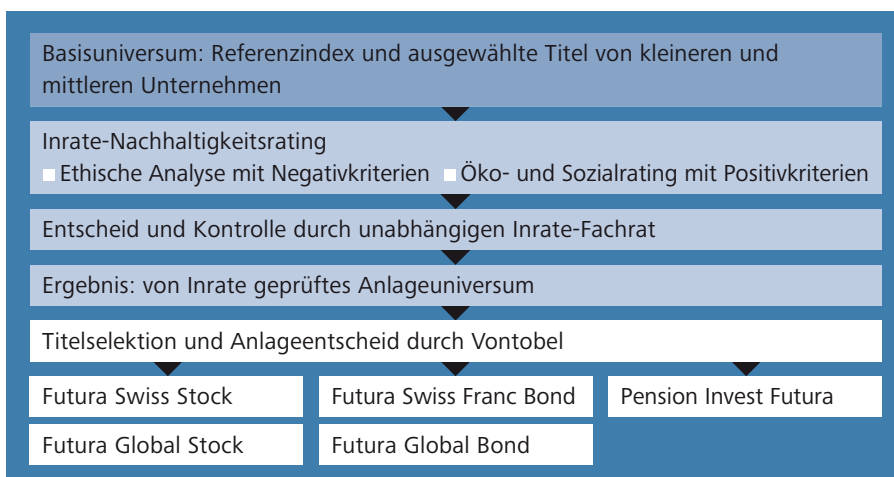 Basisuniversum: Referenzindex und ausgewählte Titel von kleineren und
mittleren Unternehmen
Inrate-Nachhaltigkeitsrating
Ethische Analyse mit Negativkriterien Öko- und Sozialrating mit Positivkriterien
Entscheid und Kontrolle durch unabhängigen Inrate-Fachrat
Ergebnis: von Inrate geprüftes Anlageuniversum
Titelselektion und Anlageentscheid durch Vontobel
Futura Swiss Stock Futura Swiss Franc Bond Pension Invest Futura
Futura Global Stock Futura Global Bond